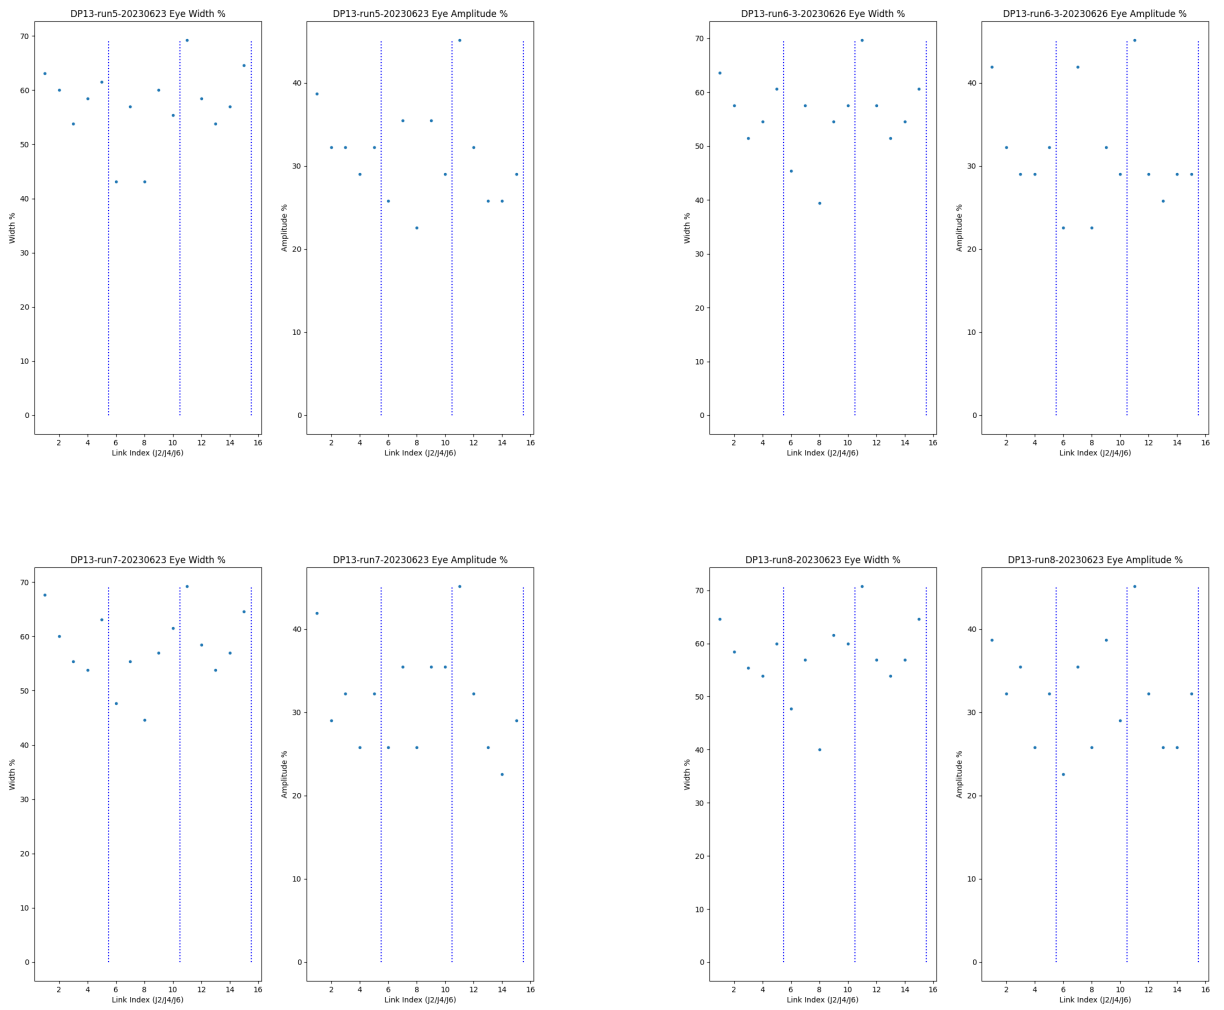 DP13-run5-20230623 Eye Width %
70
60
50
40
30
20
10
0
Width %
2 4 6 8 10 12 14 16
Link Index (J2/J4/J6)
DP13-run5-20230623 Eye Amplitude %
40
30
20
10
0
Amplitude %
2 4 6 8 10 12 14 16
Link Index (J2/J4/J6)
DP13-run6-3-20230626 Eye Width %
70
60
50
40
30
20
10
0
Width %
2 4 6 8 10 12 14 16
Link Index (J2/J4/J6)
DP13-run6-3-20230626 Eye Amplitude %
40
30
20
10
0
Amplitude %
2 4 6 8 10 12 14 16
Link Index (J2/J4/J6)
DP13-run7-20230623 Eye Width %
70
60
50
40
30
20
10
0
Width %
2 4 6 8 10 12 14 16
Link Index (J2/J4/J6)
DP13-run7-20230623 Eye Amplitude %
40
30
20
10
0
Amplitude %
2 4 6 8 10 12 14 16
Link Index (J2/J4/J6)
DP13-run8-20230623 Eye Width %
70
60
50
40
30
20
10
0
Width %
2 4 6 8 10 12 14 16
Link Index (J2/J4/J6)
DP13-run8-20230623 Eye Amplitude %
40
30
20
10
0
Amplitude %
2 4 6 8 10 12 14 16
Link Index (J2/J4/J6)